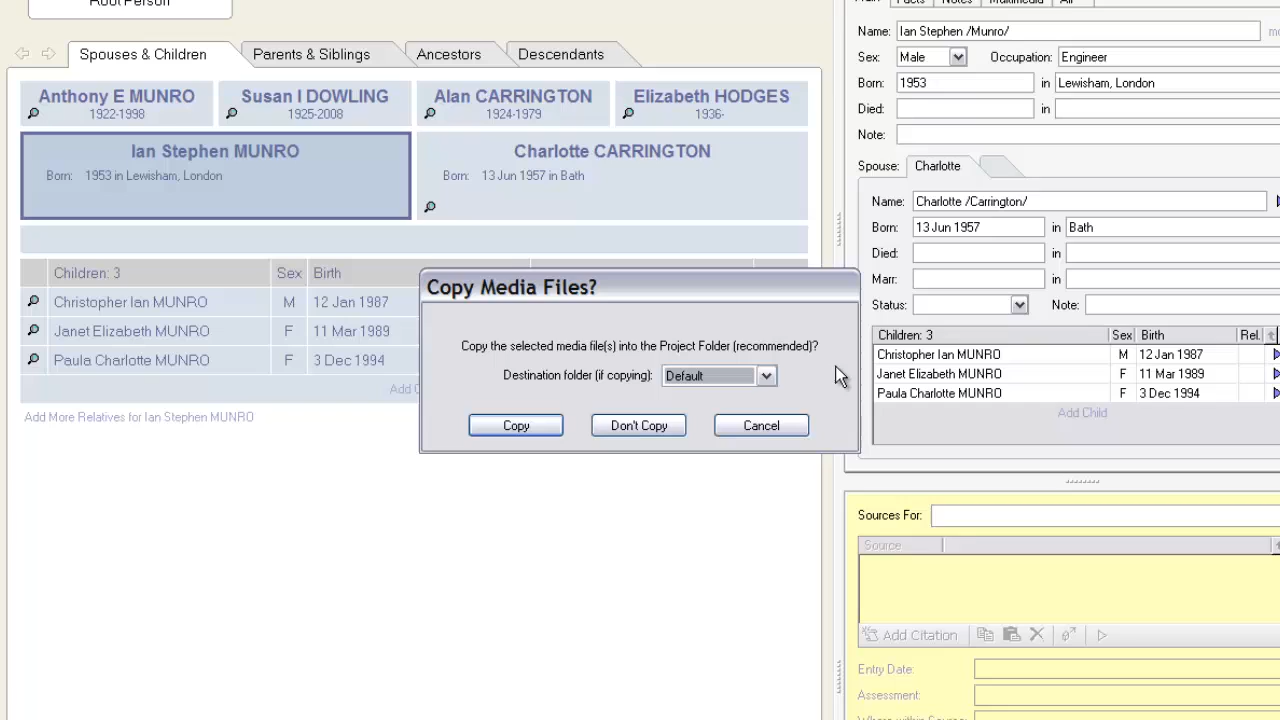 Root Person
Spouses & Children
Parents & Siblings
Ancestors
Descendants
Anthony E MUNRO
1922-1998
Susan I DOWLING
1925-2008
Alan CARRINGTON
1924-1979
Elizabeth HODGES
1936-
Ian Stephen MUNRO
Born: 1953 in Lewisham, London
Charlotte CARRINGTON
Born: 13 Jun 1957 in Bath
Children: 3 Sex Birth
Christopher Ian MUNRO M 12 Jan 1987
Janet Elizabeth MUNRO F 11 Mar 1989
Paula Charlotte MUNRO F 3 Dec 1994
Add
Add More Relatives for Ian Stephen MUNRO
Copy Media Files?
Copy the selected media file(s) into the Project Folder (recommended)?
Destination folder (if copying): Default
Copy
Don't Copy
Cancel
Facts Notes Multimedia All
Name: Ian Stephen /Munro/
Sex: Male Occupation: Engineer
Born: 1953 in Lewisham, London
Died: in
Note:
Spouse: Charlotte
Name: Charlotte /Carrington/
Born: 13 Jun 1957 in Bath
Died: in
Marr: in
Status: Note:
Children: 3 Sex Birth Rel.
Christopher Ian MUNRO M 12 Jan 1987
Janet Elizabeth MUNRO F 11 Mar 1989
Paula Charlotte MUNRO F 3 Dec 1994
Add Child
Sources For:
Source
Add Citation
Entry Date:
Assessment:
Where within Source: